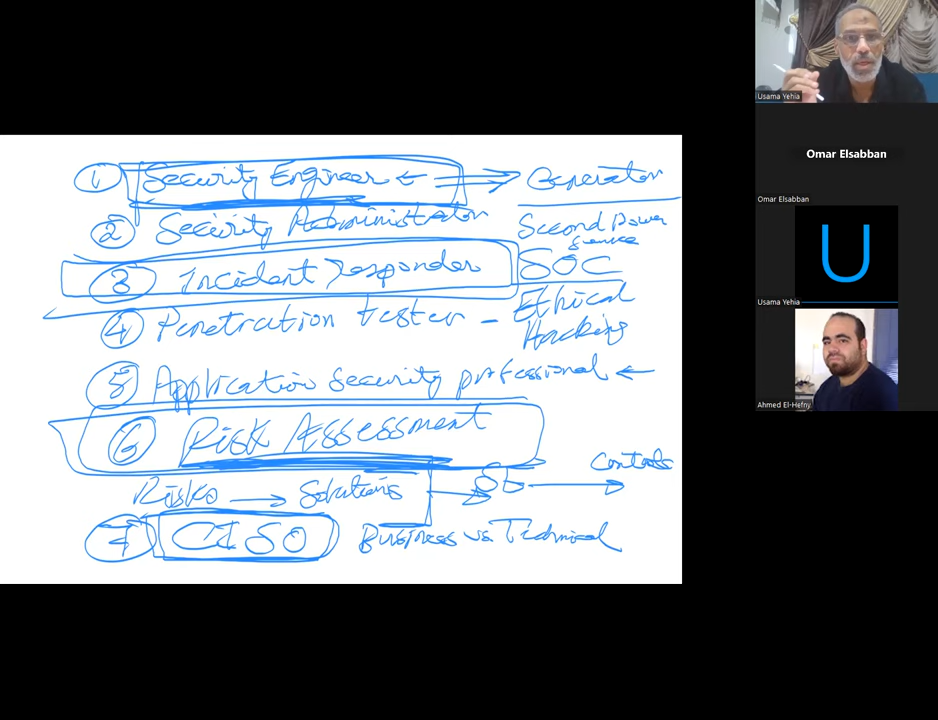 ① Security Engineer ← → Generator
② Security Administrator Second Power
Source
③ Incident Responder SOC
④ Penetration tester - Ethical
Hacking
⑤ Application Security professional ←
⑥ Risk Assessment
Risks → Solutions → → Controls
⑦ CISO Business vs Technical
Usama Yehia
Omar Elsabban
Omar Elsabban
U
Usama Yehia
Ahmed El-Hefny